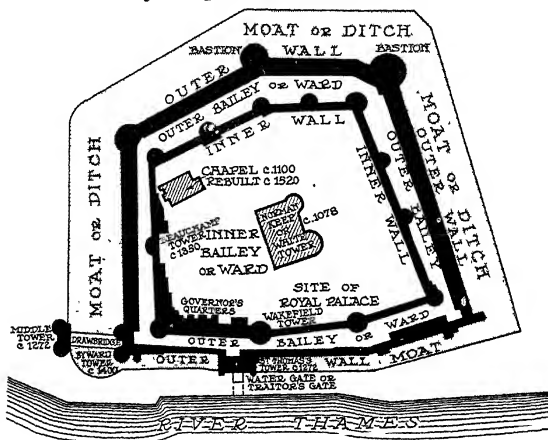 MOAT OR DITCH
BASTION
OUTER WALL
BASTION
OUTER BAILEY OR WARD
INNER WALL
MOAT OR DITCH
OUTER WALL
OUTER BAILEY
INNER WALL
MOAT OR DITCH
CHAPEL C.1100
REBUILT C 1520
NORMAN
KEEP
OR
WHITE
TOWER
C.1078
BEAUCHAMP
TOWER
C 1380
INNER
BAILEY
OR WARD
SITE OF
ROYAL PALACE
GOVERNOR'S
QUARTERS
WAKEFIELD
TOWER
OUTER BAILEY OR WARD
MIDDLE
TOWER
C 1272
DRAWBRIDGE
BYWARD
TOWER
C 1400
OUTER WALL
MOAT
ST THOMAS'S
TOWER C 1272
WATER GATE OR
TRAITOR'S GATE
RIVER THAMES